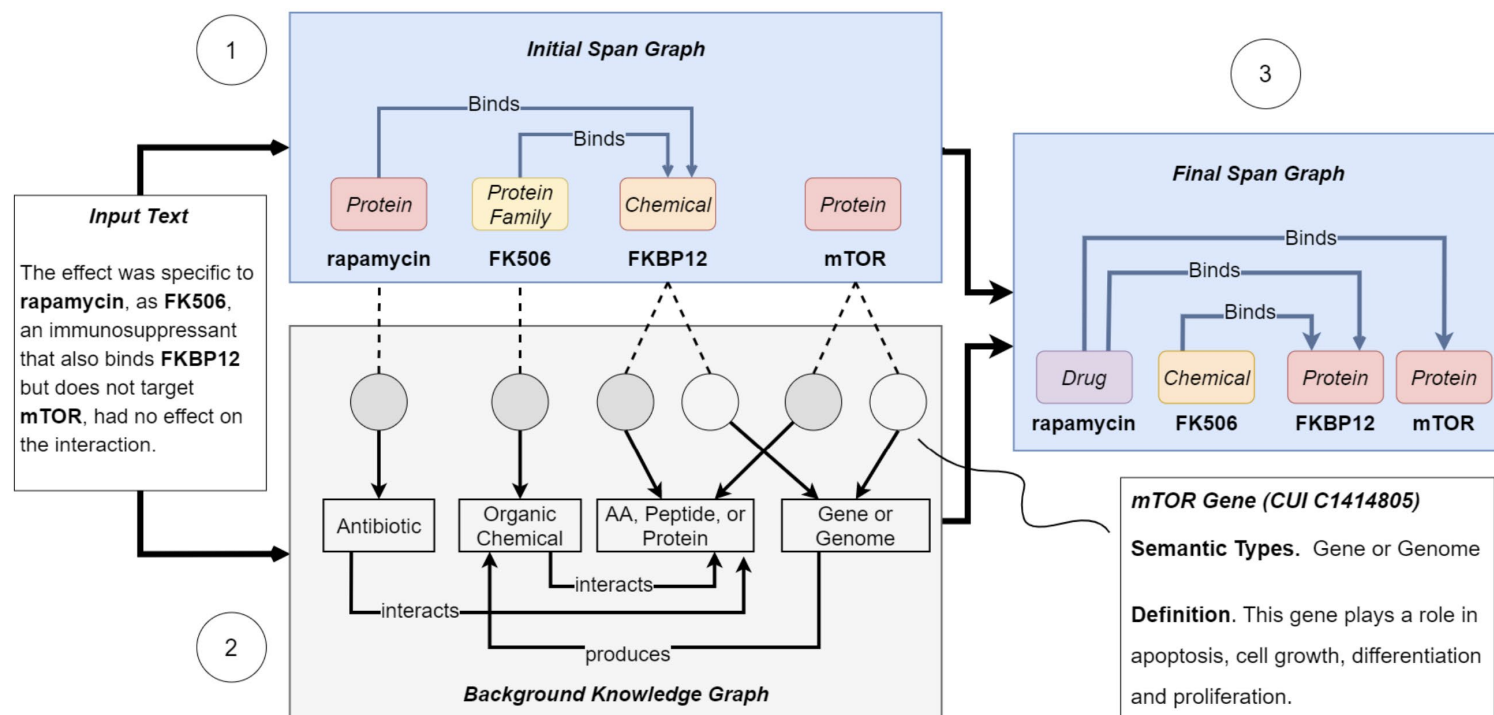 1
Initial Span Graph
Binds
Binds
Protein
Protein
Family
Chemical
Protein
rapamycin
FK506
FKBP12
mTOR
Input Text
The effect was specific to
rapamycin, as FK506,
an immunosuppressant
that also binds FKBP12
but does not target
mTOR, had no effect on
the interaction.
Antibiotic
Organic
Chemical
AA, Peptide, or
Protein
Gene or
Genome
interacts
interacts
produces
2
Background Knowledge Graph
3
Final Span Graph
Binds
Binds
Binds
Drug
Chemical
Protein
Protein
rapamycin
FK506
FKBP12
mTOR
mTOR Gene (CUI C1414805)
Semantic Types. Gene or Genome
Definition. This gene plays a role in
apoptosis, cell growth, differentiation
and proliferation.